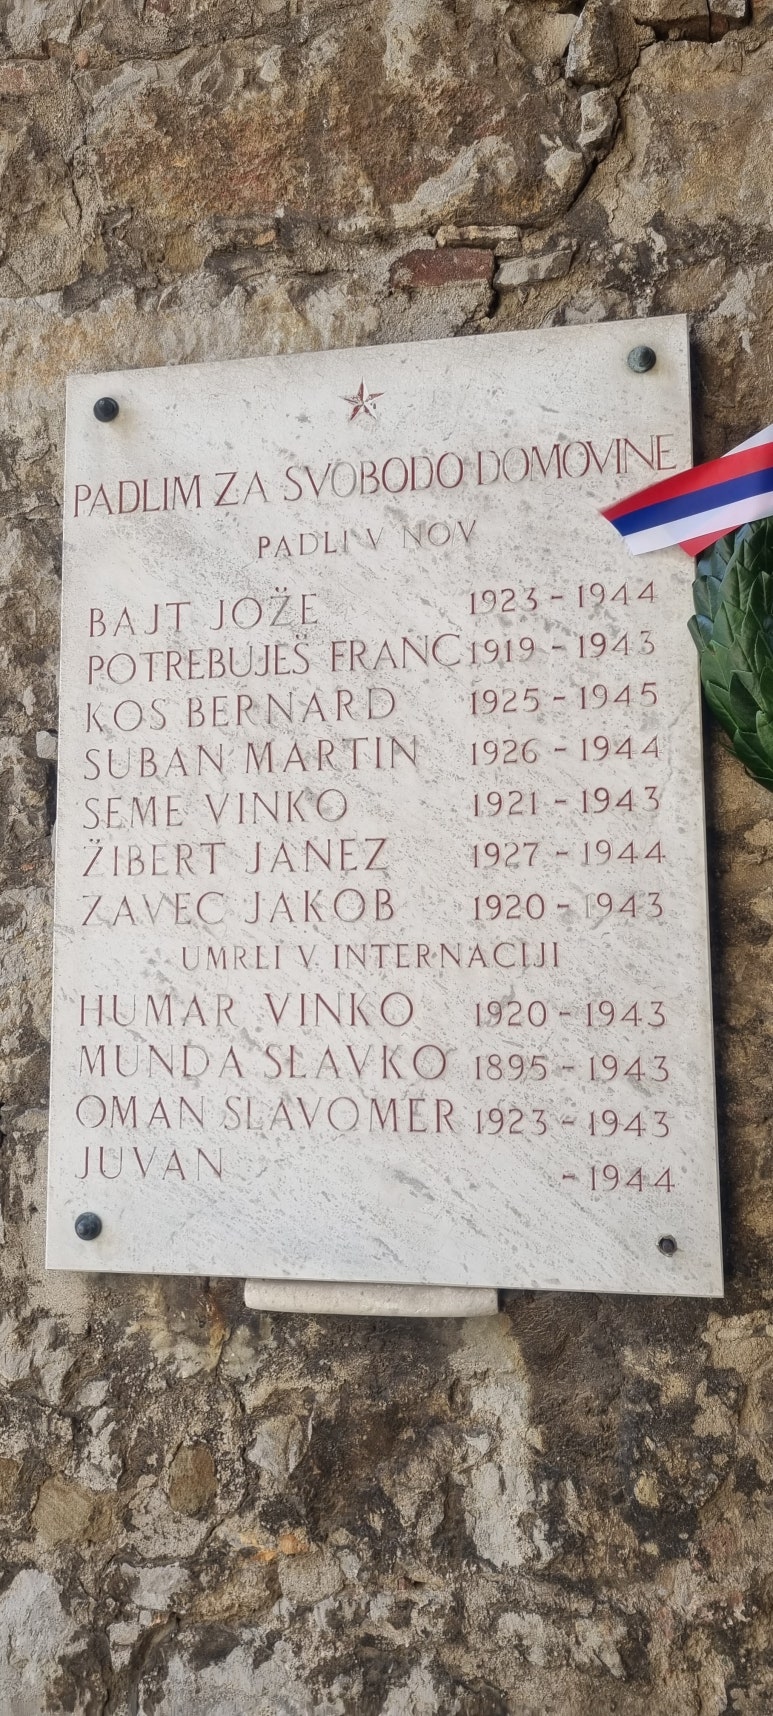 PADLIM ZA SVOBODO DOMOVINE
PADLI V NOV
BAJT JOŽE 1923 - 1944
POTREBUJEŠ FRANC 1919 - 1943
KOS BERNARD 1925 - 1945
SUBAN MARTIN 1926 - 1944
SEME VINKO 1921 - 1943
ŽIBERT JANEZ 1927 - 1944
ZAVEC JAKOB 1920 - 1943
UMRLI V INTERNACIJI
HUMAR VINKO 1920 - 1943
MUNDA SLAVKO 1895 - 1943
OMAN SLAVOMER 1923 - 1943
JUVAN - 1944